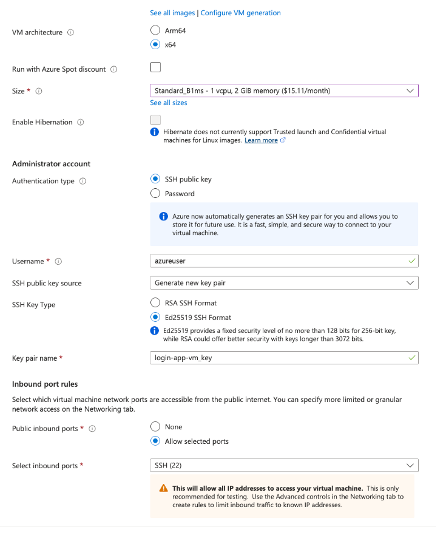 See all images | Configure VM generation
VM architecture
Arm64
x64
Run with Azure Spot discount
Size *
Standard_B1ms - 1 vcpu, 2 GiB memory ($15.11/month)
See all sizes
Enable Hibernation
Hibernate does not currently support Trusted launch and Confidential virtual
machines for Linux images. Learn more
Administrator account
Authentication type
SSH public key
Password
Azure now automatically generates an SSH key pair for you and allows you to
store it for future use. It is a fast, simple, and secure way to connect to your
virtual machine.
Username *
azureuser
SSH public key source
Generate new key pair
SSH Key Type
RSA SSH Format
Ed25519 SSH Format
Ed25519 provides a fixed security level of no more than 128 bits for 256-bit key,
while RSA could offer better security with keys longer than 3072 bits.
Key pair name *
login-app-vm_key
Inbound port rules
Select which virtual machine network ports are accessible from the public internet. You can specify more limited or granular
network access on the Networking tab.
Public inbound ports *
None
Allow selected ports
Select inbound ports *
SSH (22)
This will allow all IP addresses to access your virtual machine. This is only
recommended for testing. Use the Advanced controls in the Networking tab to
create rules to limit inbound traffic to known IP addresses.